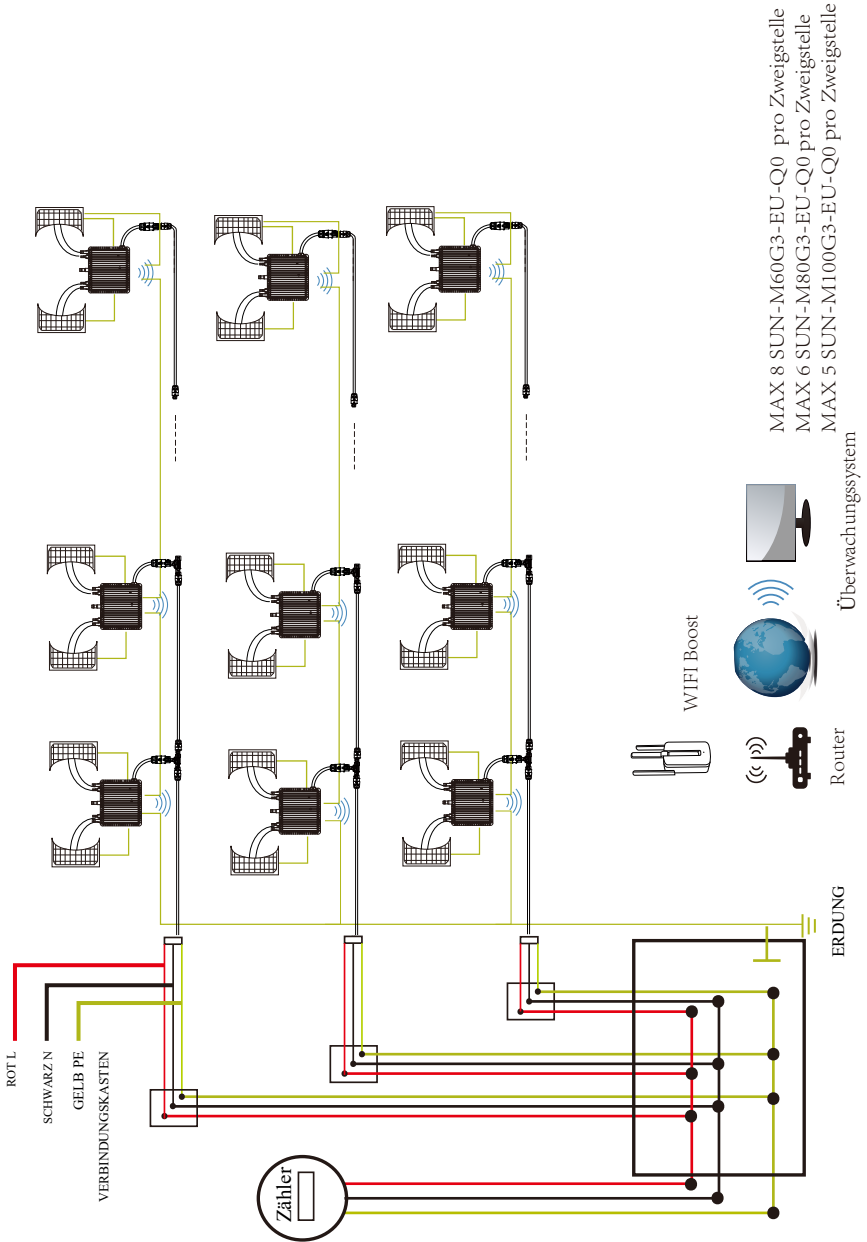 ROT L
SCHWARZ N
GELB PE
VERBINDUNGSKASTEN
Zähler
ERDUNG
WIFI Boost
Router
Überwachungssystem
MAX 8 SUN-M60G3-EU-Q0 pro Zweigstelle
MAX 6 SUN-M80G3-EU-Q0 pro Zweigstelle
MAX 5 SUN-M100G3-EU-Q0 pro Zweigstelle